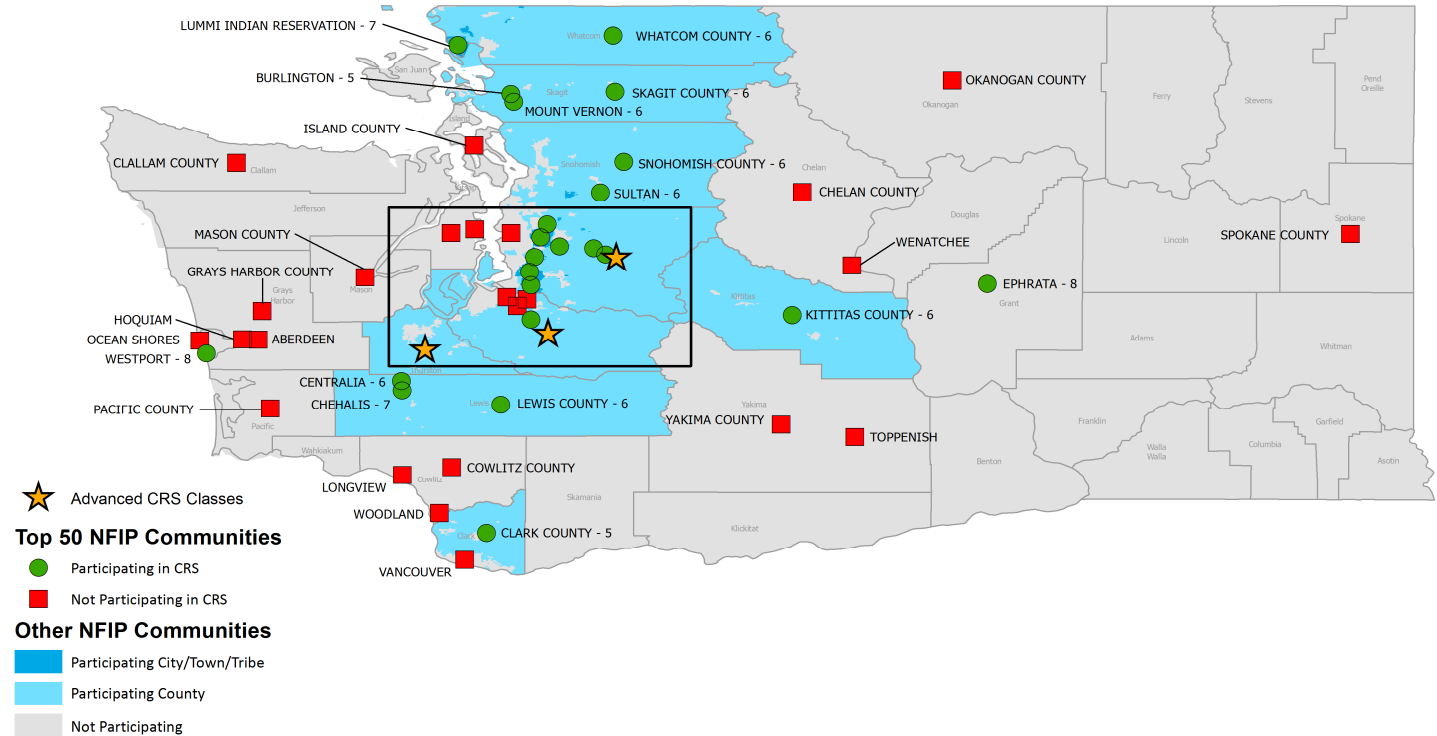 LUMMI INDIAN RESERVATION - 7
Whatcom
WHATCOM COUNTY - 6
San Juan
BURLINGTON - 5
Skagit
SKAGIT COUNTY - 6
MOUNT VERNON - 6
OKANOGAN COUNTY
Okanogan
Ferry
Stevens
Pend
Oreille
Island
ISLAND COUNTY
CLALLAM COUNTY
Clallam
Snohomish
SNOHOMISH COUNTY - 6
SULTAN - 6
Chelan
CHELAN COUNTY
Jefferson
Douglas
Spokane
SPOKANE COUNTY
Lincoln
MASON COUNTY
WENATCHEE
GRAYS HARBOR COUNTY
Grays
Harbor
Mason
Kittitas
KITTITAS COUNTY - 6
EPHRATA - 8
Grant
HOQUIAM
OCEAN SHORES
ABERDEEN
WESTPORT - 8
Adams
Whitman
Thurston
CENTRALIA - 6
CHEHALIS - 7
Lewis
LEWIS COUNTY - 6
PACIFIC COUNTY
Pacific
Yakima
YAKIMA COUNTY
TOPPENISH
Franklin
Garfield
Walla
Walla
Columbia
Asotin
Benton
Wahkiakum
COWLITZ COUNTY
Cowlitz
LONGVIEW
Skamania
WOODLAND
Clark
CLARK COUNTY - 5
Klickitat
VANCOUVER
Advanced CRS Classes
Top 50 NFIP Communities
Participating in CRS
Not Participating in CRS
Other NFIP Communities
Participating City/Town/Tribe
Participating County
Not Participating